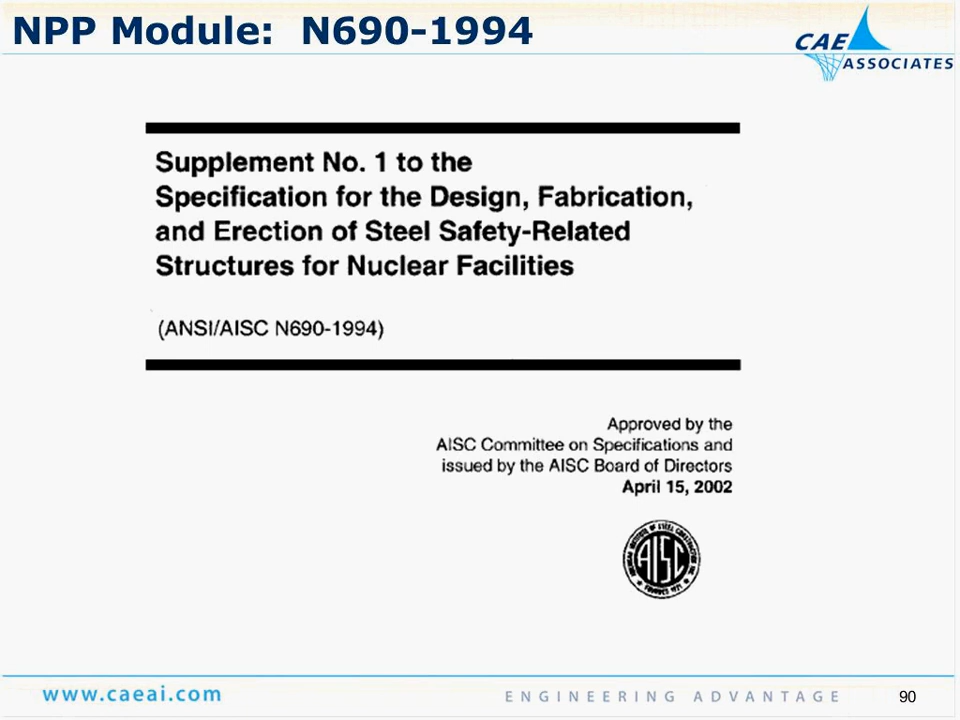 NPP Module: N690-1994
CAE
ASSOCIATES
Supplement No. 1 to the
Specification for the Design, Fabrication,
and Erection of Steel Safety-Related
Structures for Nuclear Facilities
(ANSI/AISC N690-1994)
Approved by the
AISC Committee on Specifications and
issued by the AISC Board of Directors
April 15, 2002
AISC
www.caeai.com
ENGINEERING ADVANTAGE
90